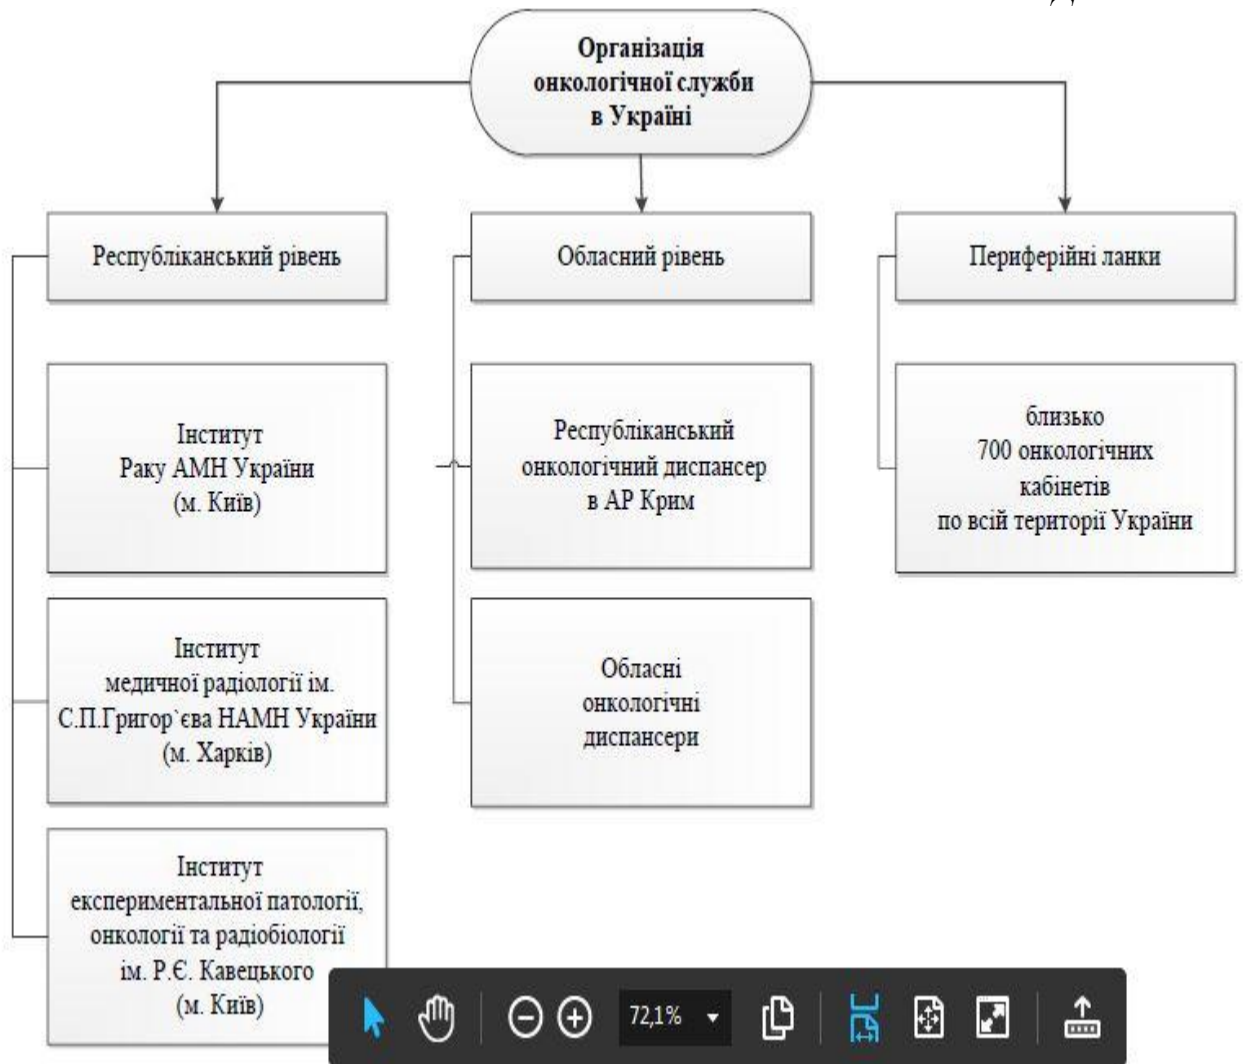 Організація
онкологічної служби
в Україні
Республіканський рівень
Обласний рівень
Периферійні ланки
Інститут
Раку АМН України
(м. Київ)
Республіканський
онкологічний диспансер
в АР Крим
близько
700 онкологічних
кабінетів
по всій території України
Інститут
медичної радіології ім.
С.П.Григор`єва НАМН України
(м. Харків)
Обласні
онкологічні
диспансери
Інститут
експериментальної патології,
онкології та радіобіології
ім. Р.Є. Кавецького
(м. Київ)
72,1%